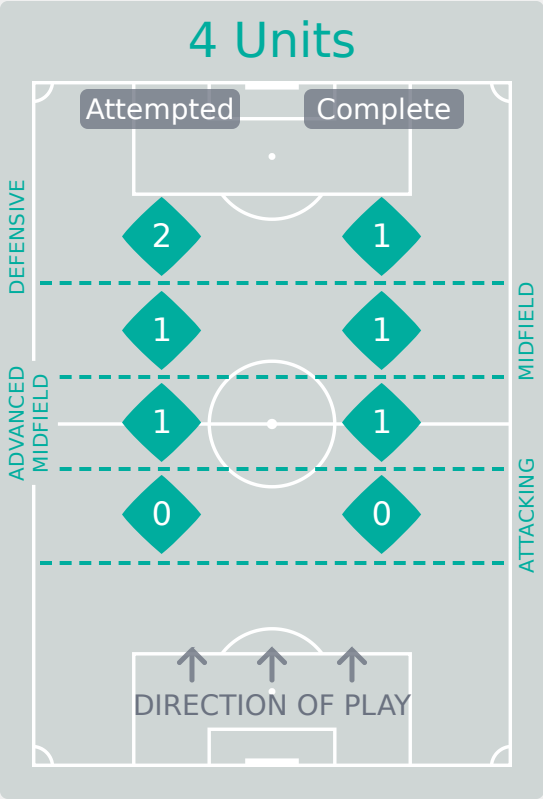 4 Units
Attempted
Complete
DEFENSIVE
2
1
MIDFIELD
1
1
ADVANCED
MIDFIELD
1
1
ATTACKING
0
0
DIRECTION OF PLAY